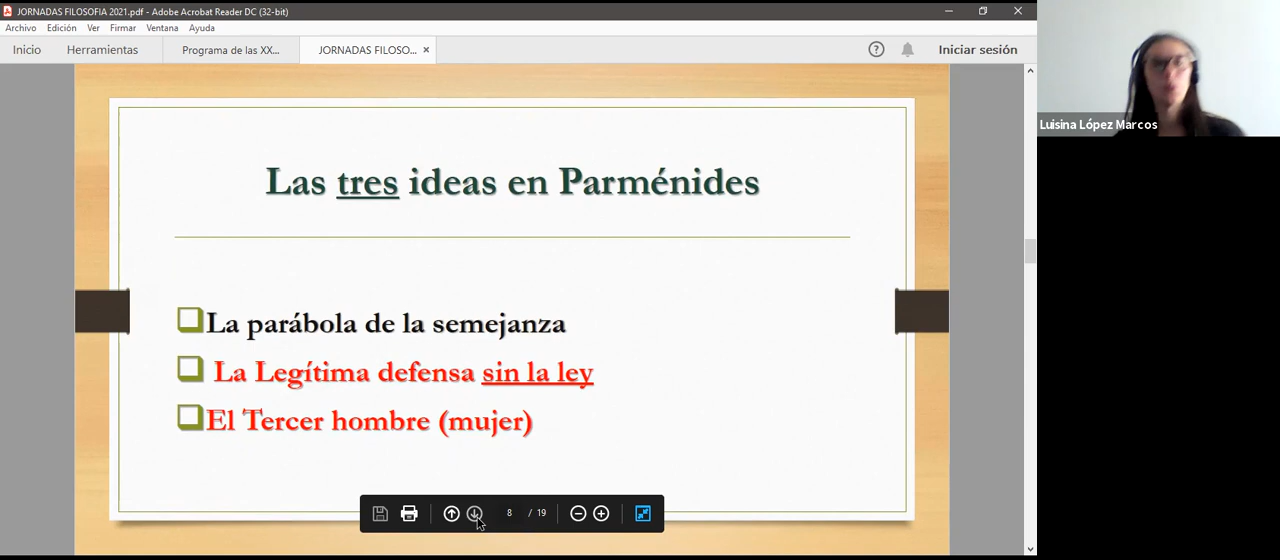 JORNADAS FILOSOFIA 2021.pdf - Adobe Acrobat Reader DC (32-bit)
Archivo Edición Ver Firmar Ventana Ayuda
Inicio Herramientas Programa de las XX... JORNADAS FILOSO... × ? Iniciar sesión
Luisina López Marcos
Las tres ideas en Parménides
La parábola de la semejanza
La Legítima defensa sin la ley
El Tercer hombre (mujer)
8 / 19